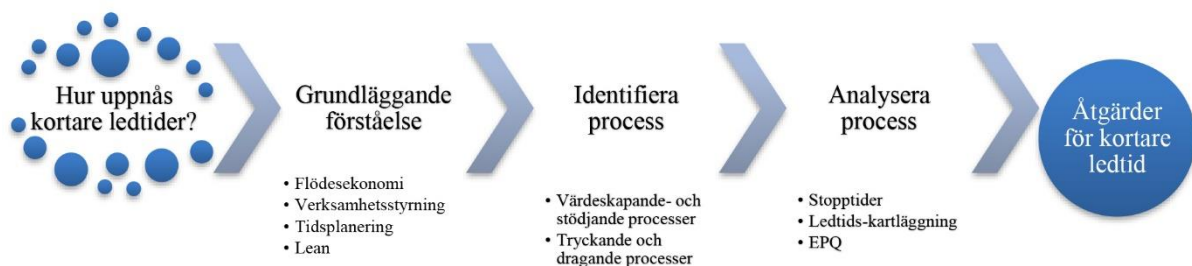 Hur uppnås
kortare ledtider?
Grundläggande
förståelse
• Flödesekonomi
• Verksamhetsstyrning
• Tidsplanering
• Lean
Identifiera
process
• Värdeskapande- och
stödjande processer
• Tryckande och
dragande processer
Analysera
process
• Stopptider
• Ledtids-kartläggning
• EPQ
Åtgärder
för kortare
ledtid